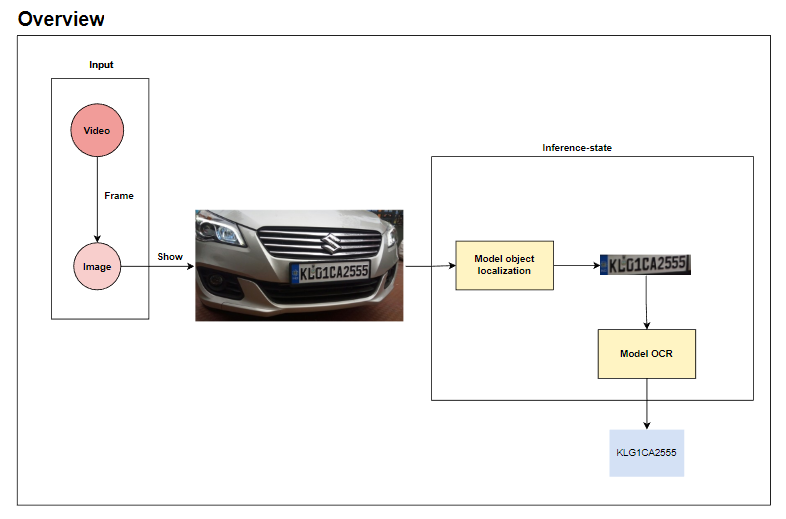 Overview
Input
Video
Frame
Image
Show
KLG1CA2555
Inference-state
Model object
localization
KLG1CA2555
Model OCR
KLG1CA2555